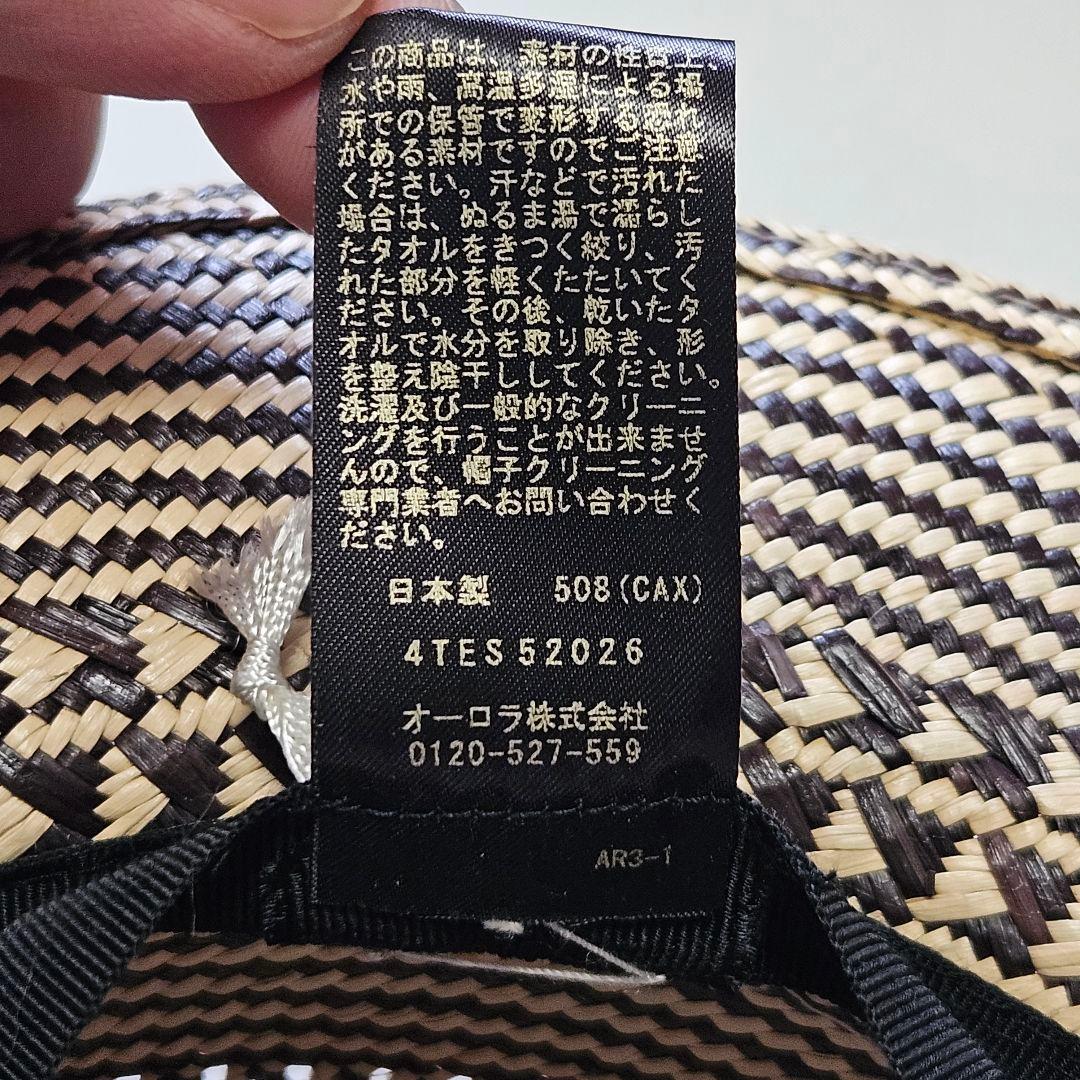 この商品は、素材の性質上、
水や雨、高温多湿による場
所での保管で変形する恐れ
がある素材ですのでご注意
ください。汗などで汚れた
場合は、ぬるま湯で濡らし
たタオルをきつく絞り、汚
れた部分を軽くたたいてく
ださい。その後、乾いたタ
オルで水分を取り除き、形
を整え陰干ししてください。
洗濯及び一般的なクリーニ
ングを行うことが出来ませ
んので、帽子クリーニング
専門業者へお問い合わせく
ださい。
日本製 508(CAX)
4TES52026
オーロラ株式会社
0120-527-559
AR3-1